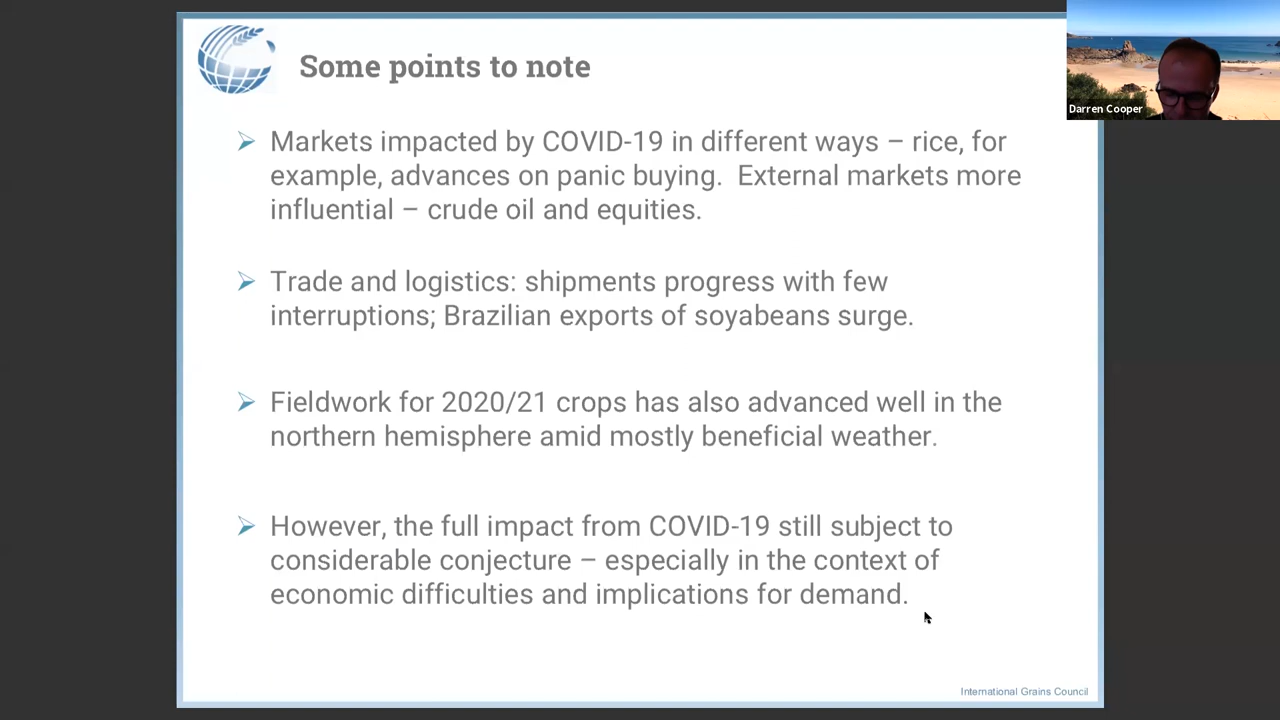 Some points to note
Darren Cooper
Markets impacted by COVID-19 in different ways – rice, for
example, advances on panic buying.  External markets more
influential – crude oil and equities.
Trade and logistics: shipments progress with few
interruptions; Brazilian exports of soyabeans surge.
Fieldwork for 2020/21 crops has also advanced well in the
northern hemisphere amid mostly beneficial weather.
However, the full impact from COVID-19 still subject to
considerable conjecture – especially in the context of
economic difficulties and implications for demand.
International Grains Council